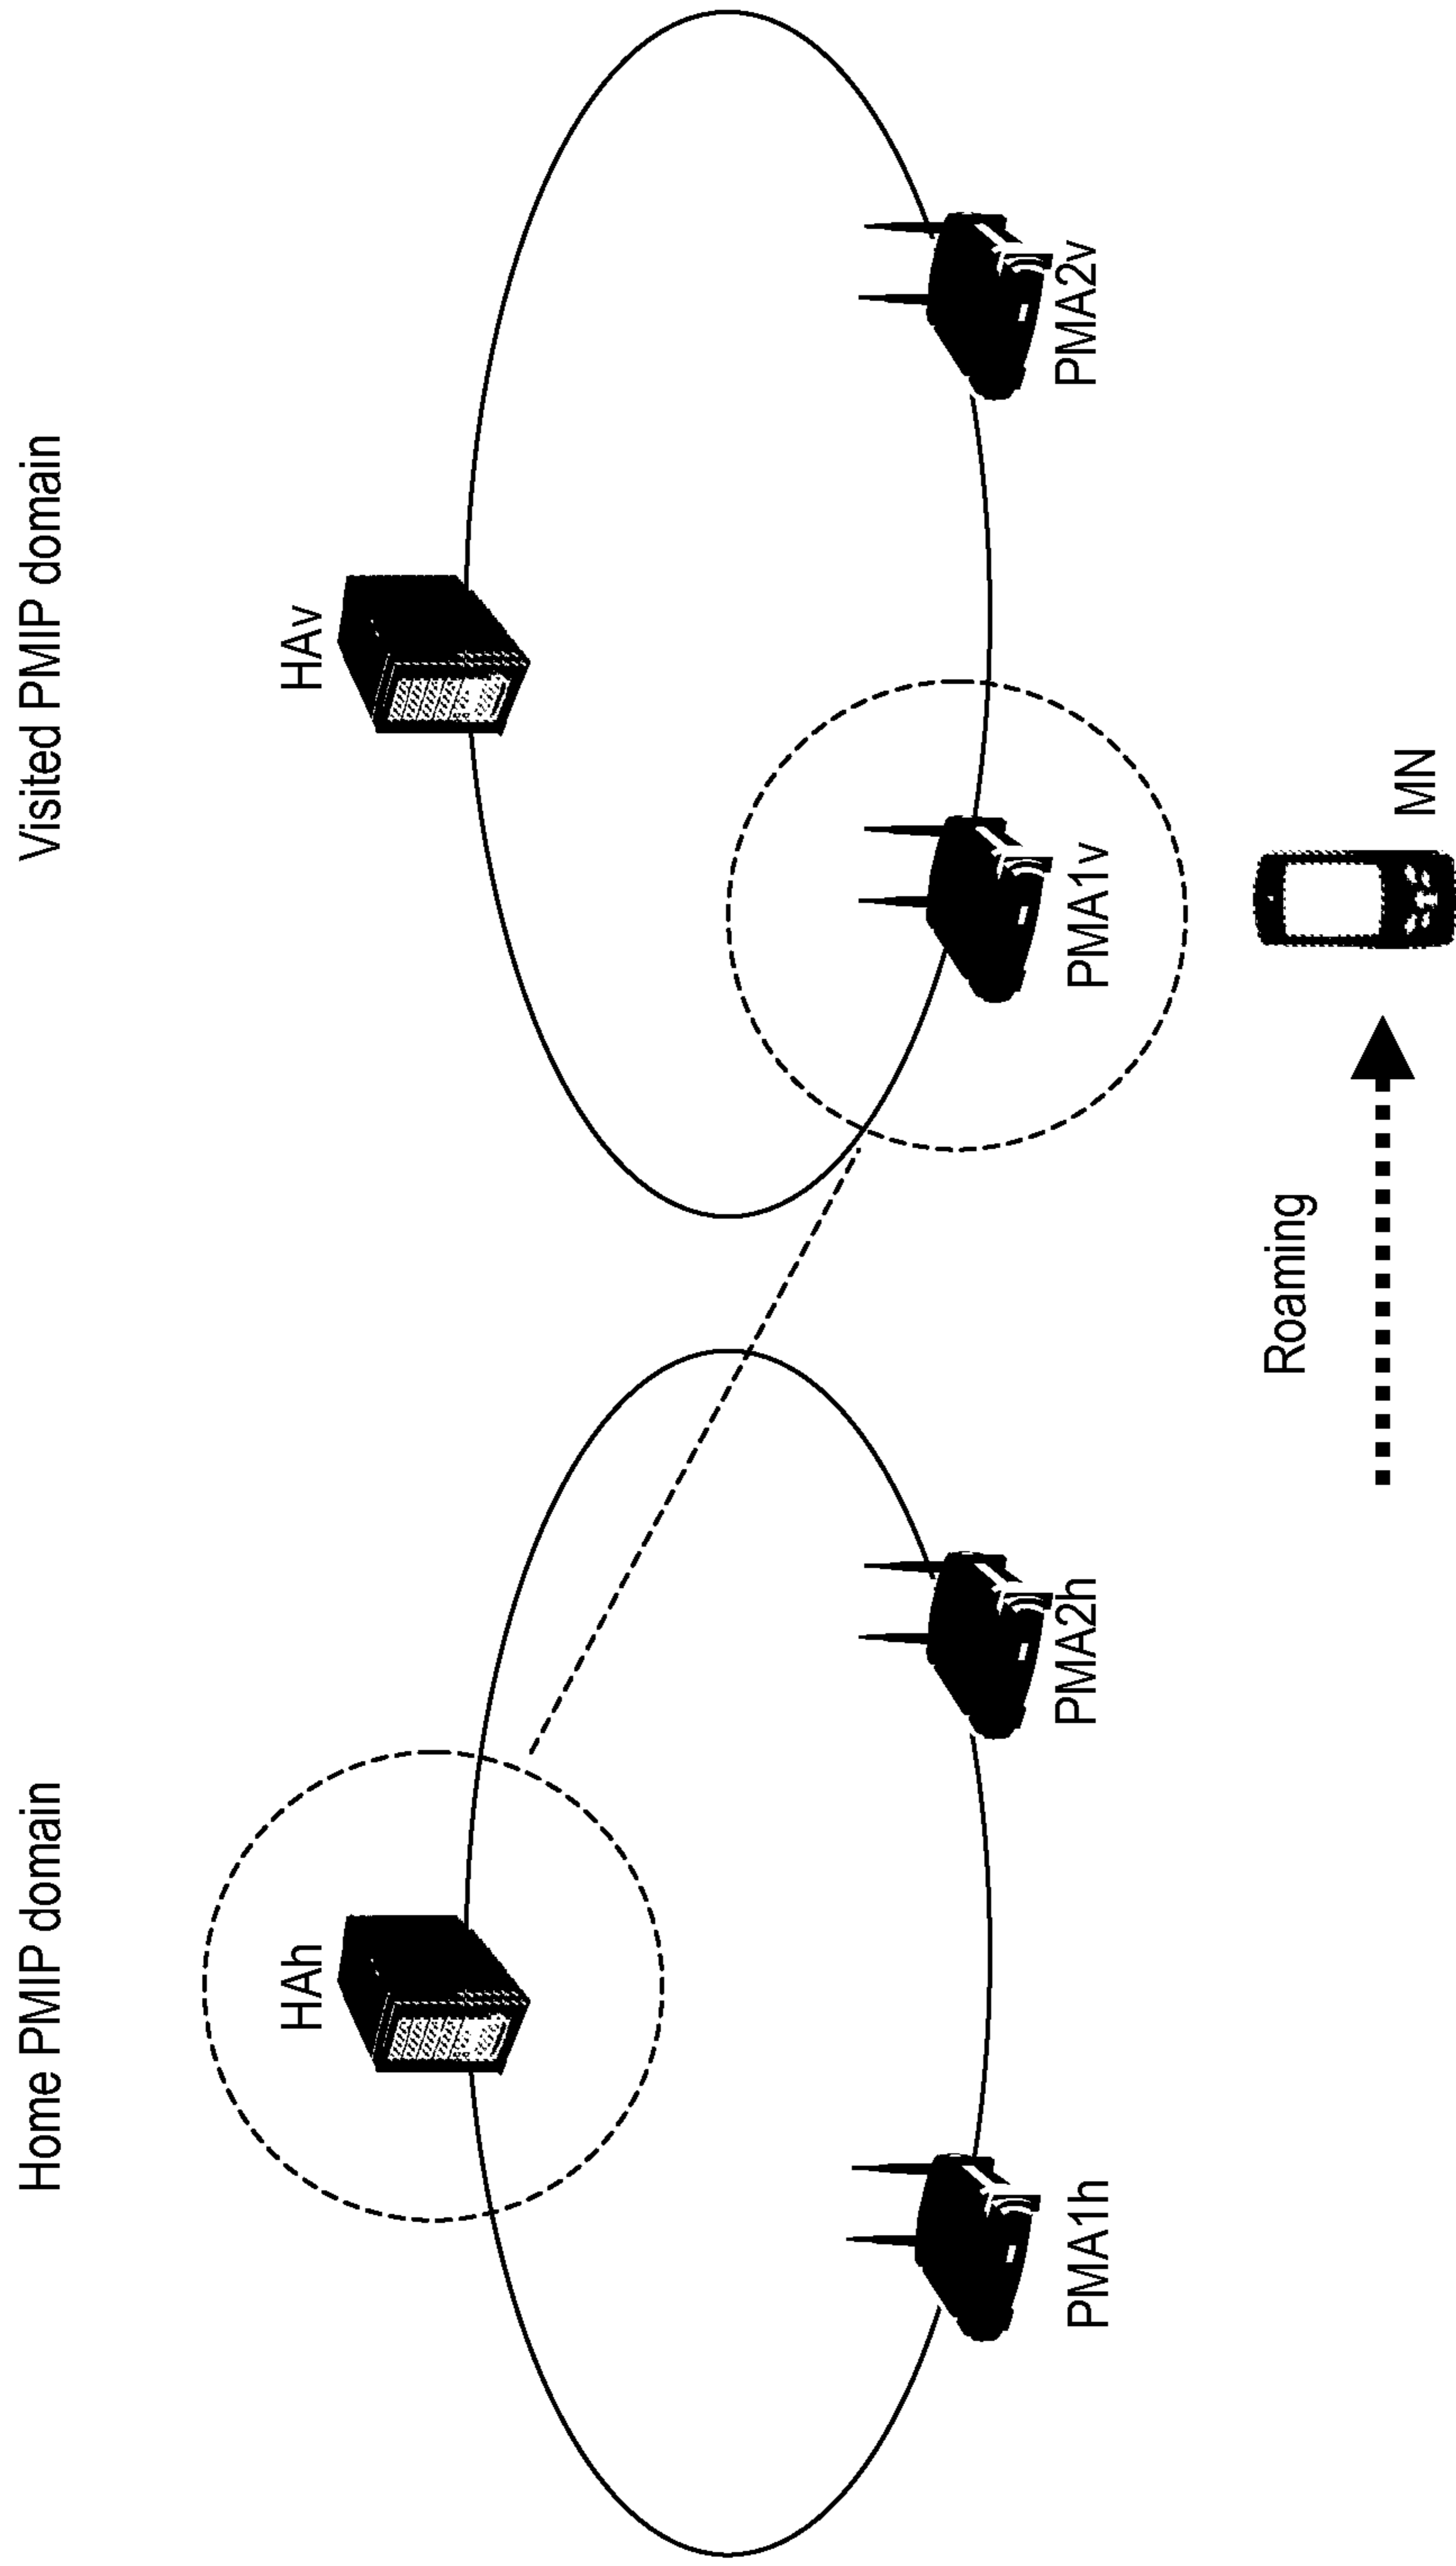 Home PMIP domain
Visited PMIP domain
HAh
HAv
PMA1h
PMA2h
PMA1v
PMA2v
Roaming
MN